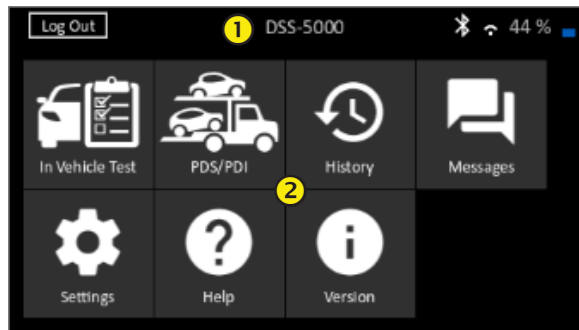 Log Out 1 DSS-5000 44 %
In Vehicle Test PDS/PDI History Messages
2
Settings Help Version